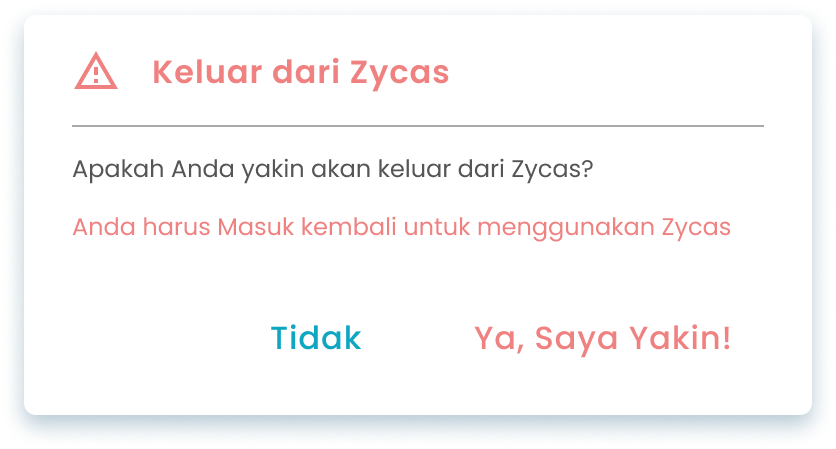 Keluar dari Zycas
Apakah Anda yakin akan keluar dari Zycas?
Anda harus Masuk kembali untuk menggunakan Zycas
Tidak
Ya, Saya Yakin!